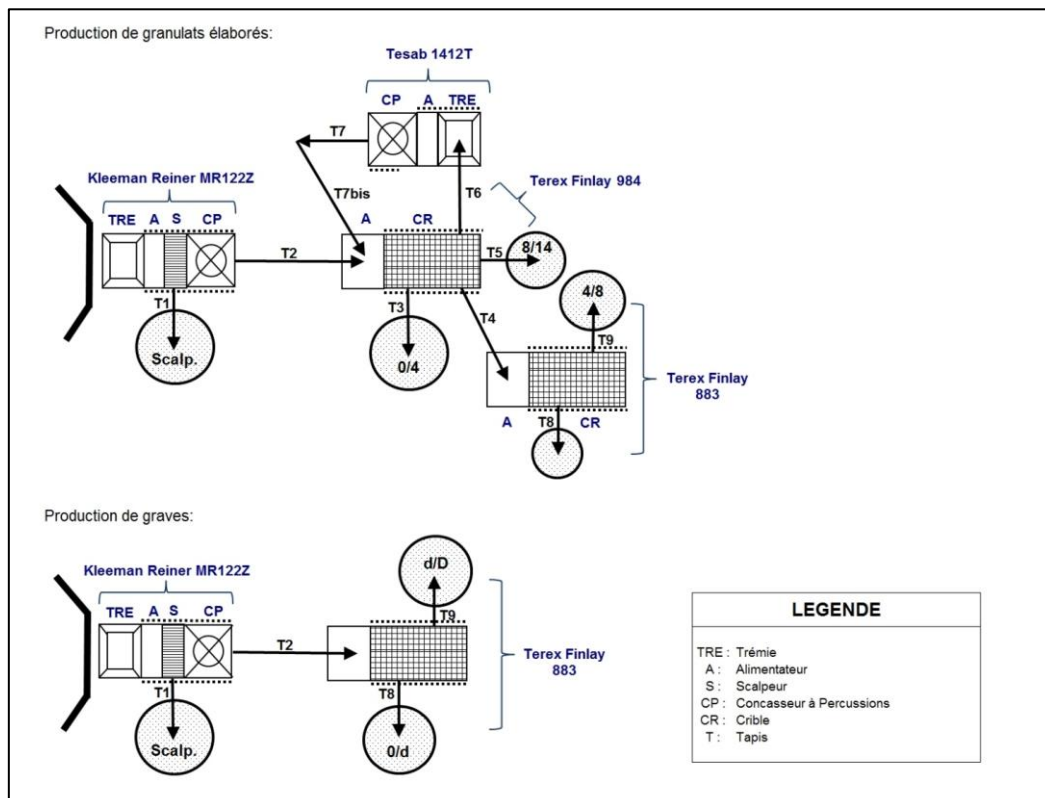 Production de granulats élaborés:
Tesab 1412T
CP A TRE
T7
Kleeman Reiner MR122Z
Terex Finlay 984
T7bis
T6
TRE A S CP
A CR
T2
T5
8/14
4/8
T1
T3
T4
T9
Scalp.
0/4
Terex Finlay
883
A T8 CR
Production de graves:
Kleeman Reiner MR122Z
d/D
TRE A S CP
T9
T2
Terex Finlay
883
T1
T8
Scalp.
0/d
LEGENDE
TRE : Trémie
A : Alimentateur
S : Scalpeur
CP : Concasseur à Percussions
CR : Crible
T : Tapis